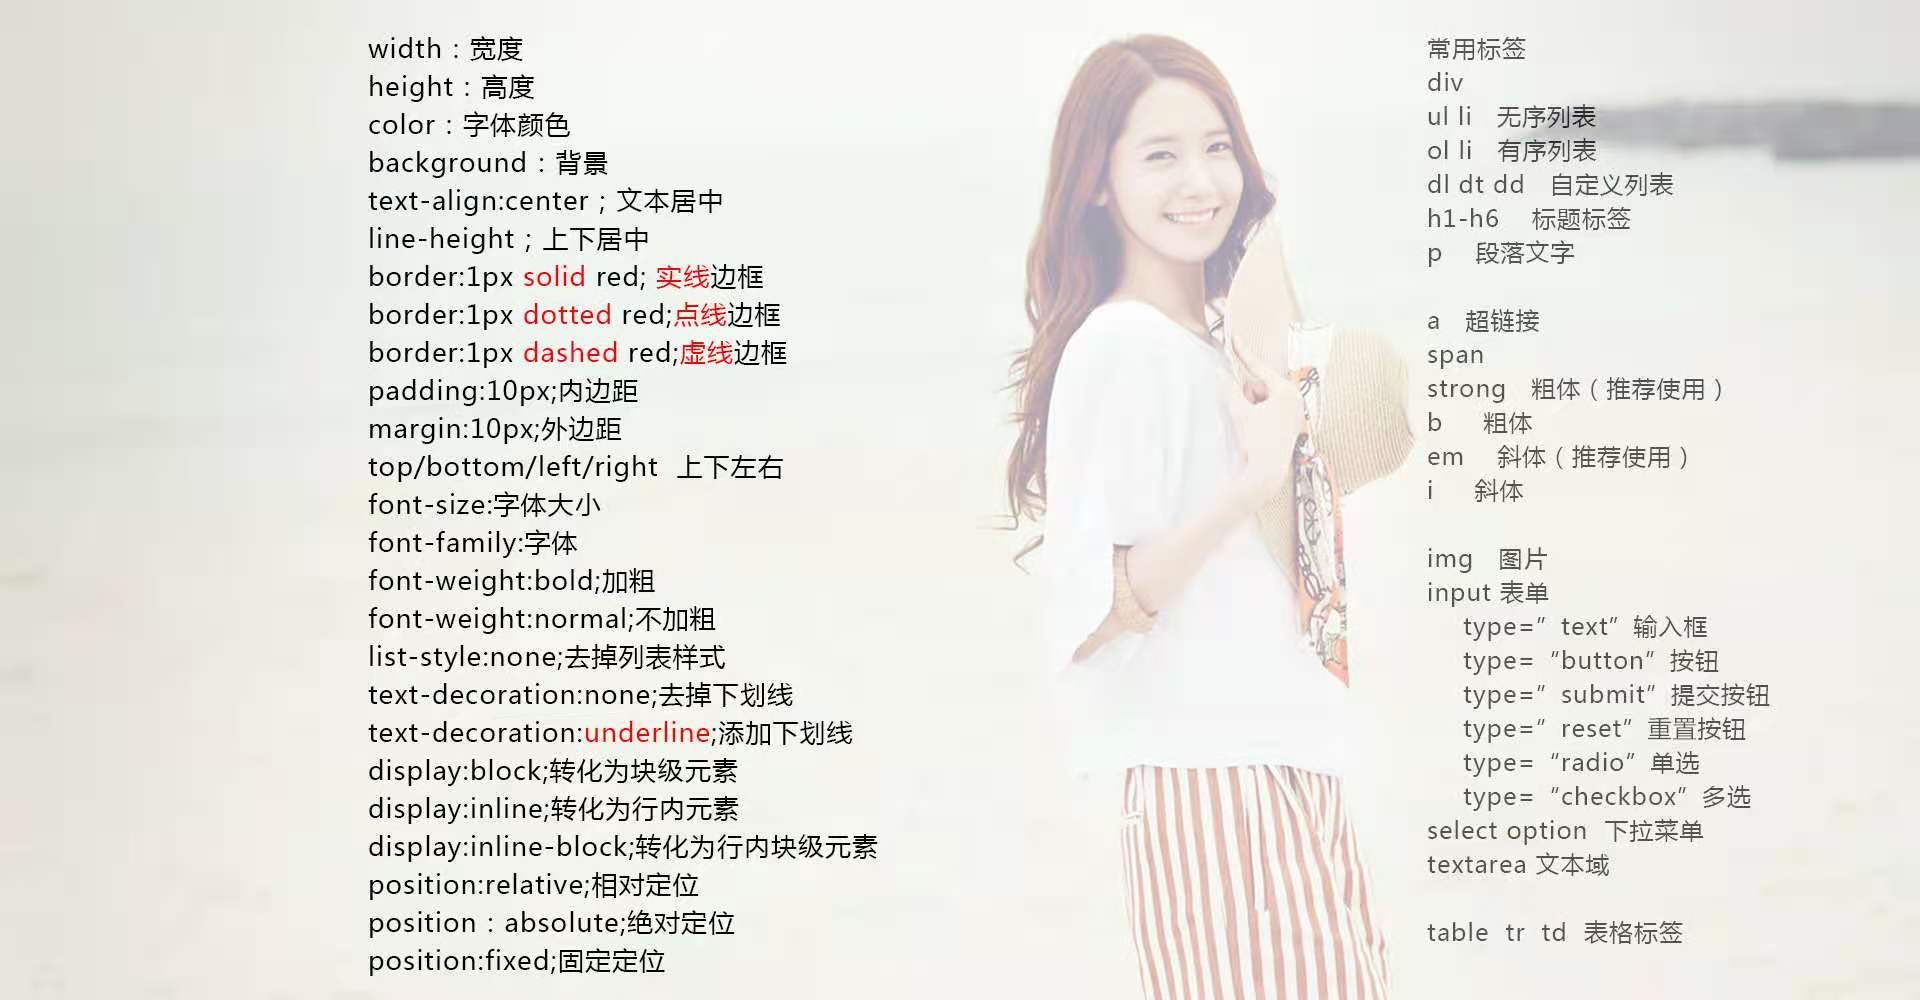 width：宽度
height：高度
color：字体颜色
background：背景
text-align:center；文本居中
line-height；上下居中
border:1px solid red; 实线边框
border:1px dotted red;点线边框
border:1px dashed red;虚线边框
padding:10px;内边距
margin:10px;外边距
top/bottom/left/right 上下左右
font-size:字体大小
font-family:字体
font-weight:bold;加粗
font-weight:normal;不加粗
list-style:none;去掉列表样式
text-decoration:none;去掉下划线
text-decoration:underline;添加下划线
display:block;转化为块级元素
display:inline;转化为行内元素
display:inline-block;转化为行内块级元素
position:relative;相对定位
position：absolute;绝对定位
position:fixed;固定定位
常用标签
div
ul li 无序列表
ol li 有序列表
dl dt dd 自定义列表
h1-h6 标题标签
p 段落文字
a 超链接
span
strong 粗体（推荐使用）
b 粗体
em 斜体（推荐使用）
i 斜体
img 图片
input 表单
type=”text”输入框
type=“button”按钮
type=”submit”提交按钮
type=”reset”重置按钮
type=“radio”单选
type=“checkbox”多选
select option 下拉菜单
textarea 文本域
table tr td 表格标签